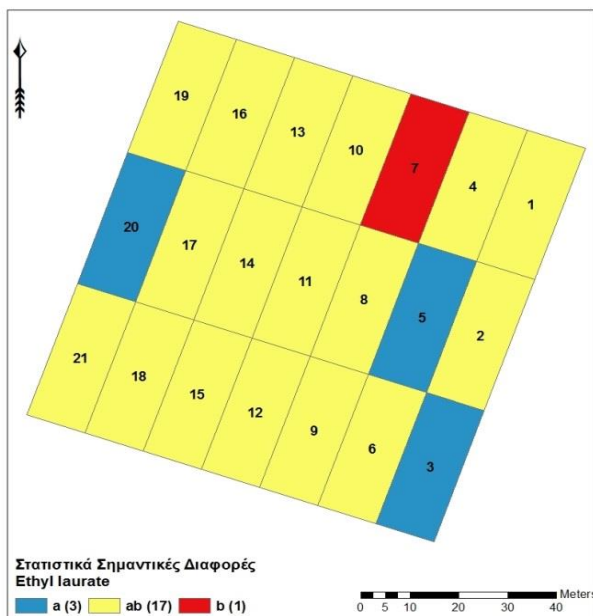 19 16 13 10 7 4 1
20 17 14 11 8 5 2
21 18 15 12 9 6 3
Στατιστικά Σημαντικές Διαφορές
Ethyl laurate
a (3) ab (17) b (1)
Meters
0 5 10 20 30 40